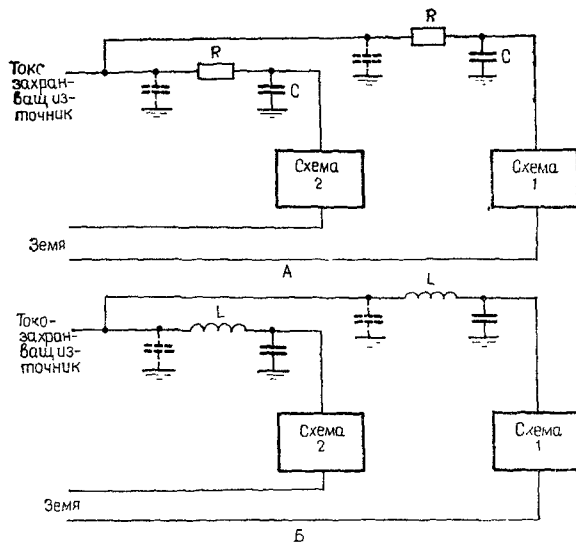 R
R
C
C
Токо
захран-
ващ из-
точник
Схема
2
Схема
1
Земя
А
L
L
Токо-
захран-
ващ из-
точник
Схема
2
Схема
1
Земя
Б